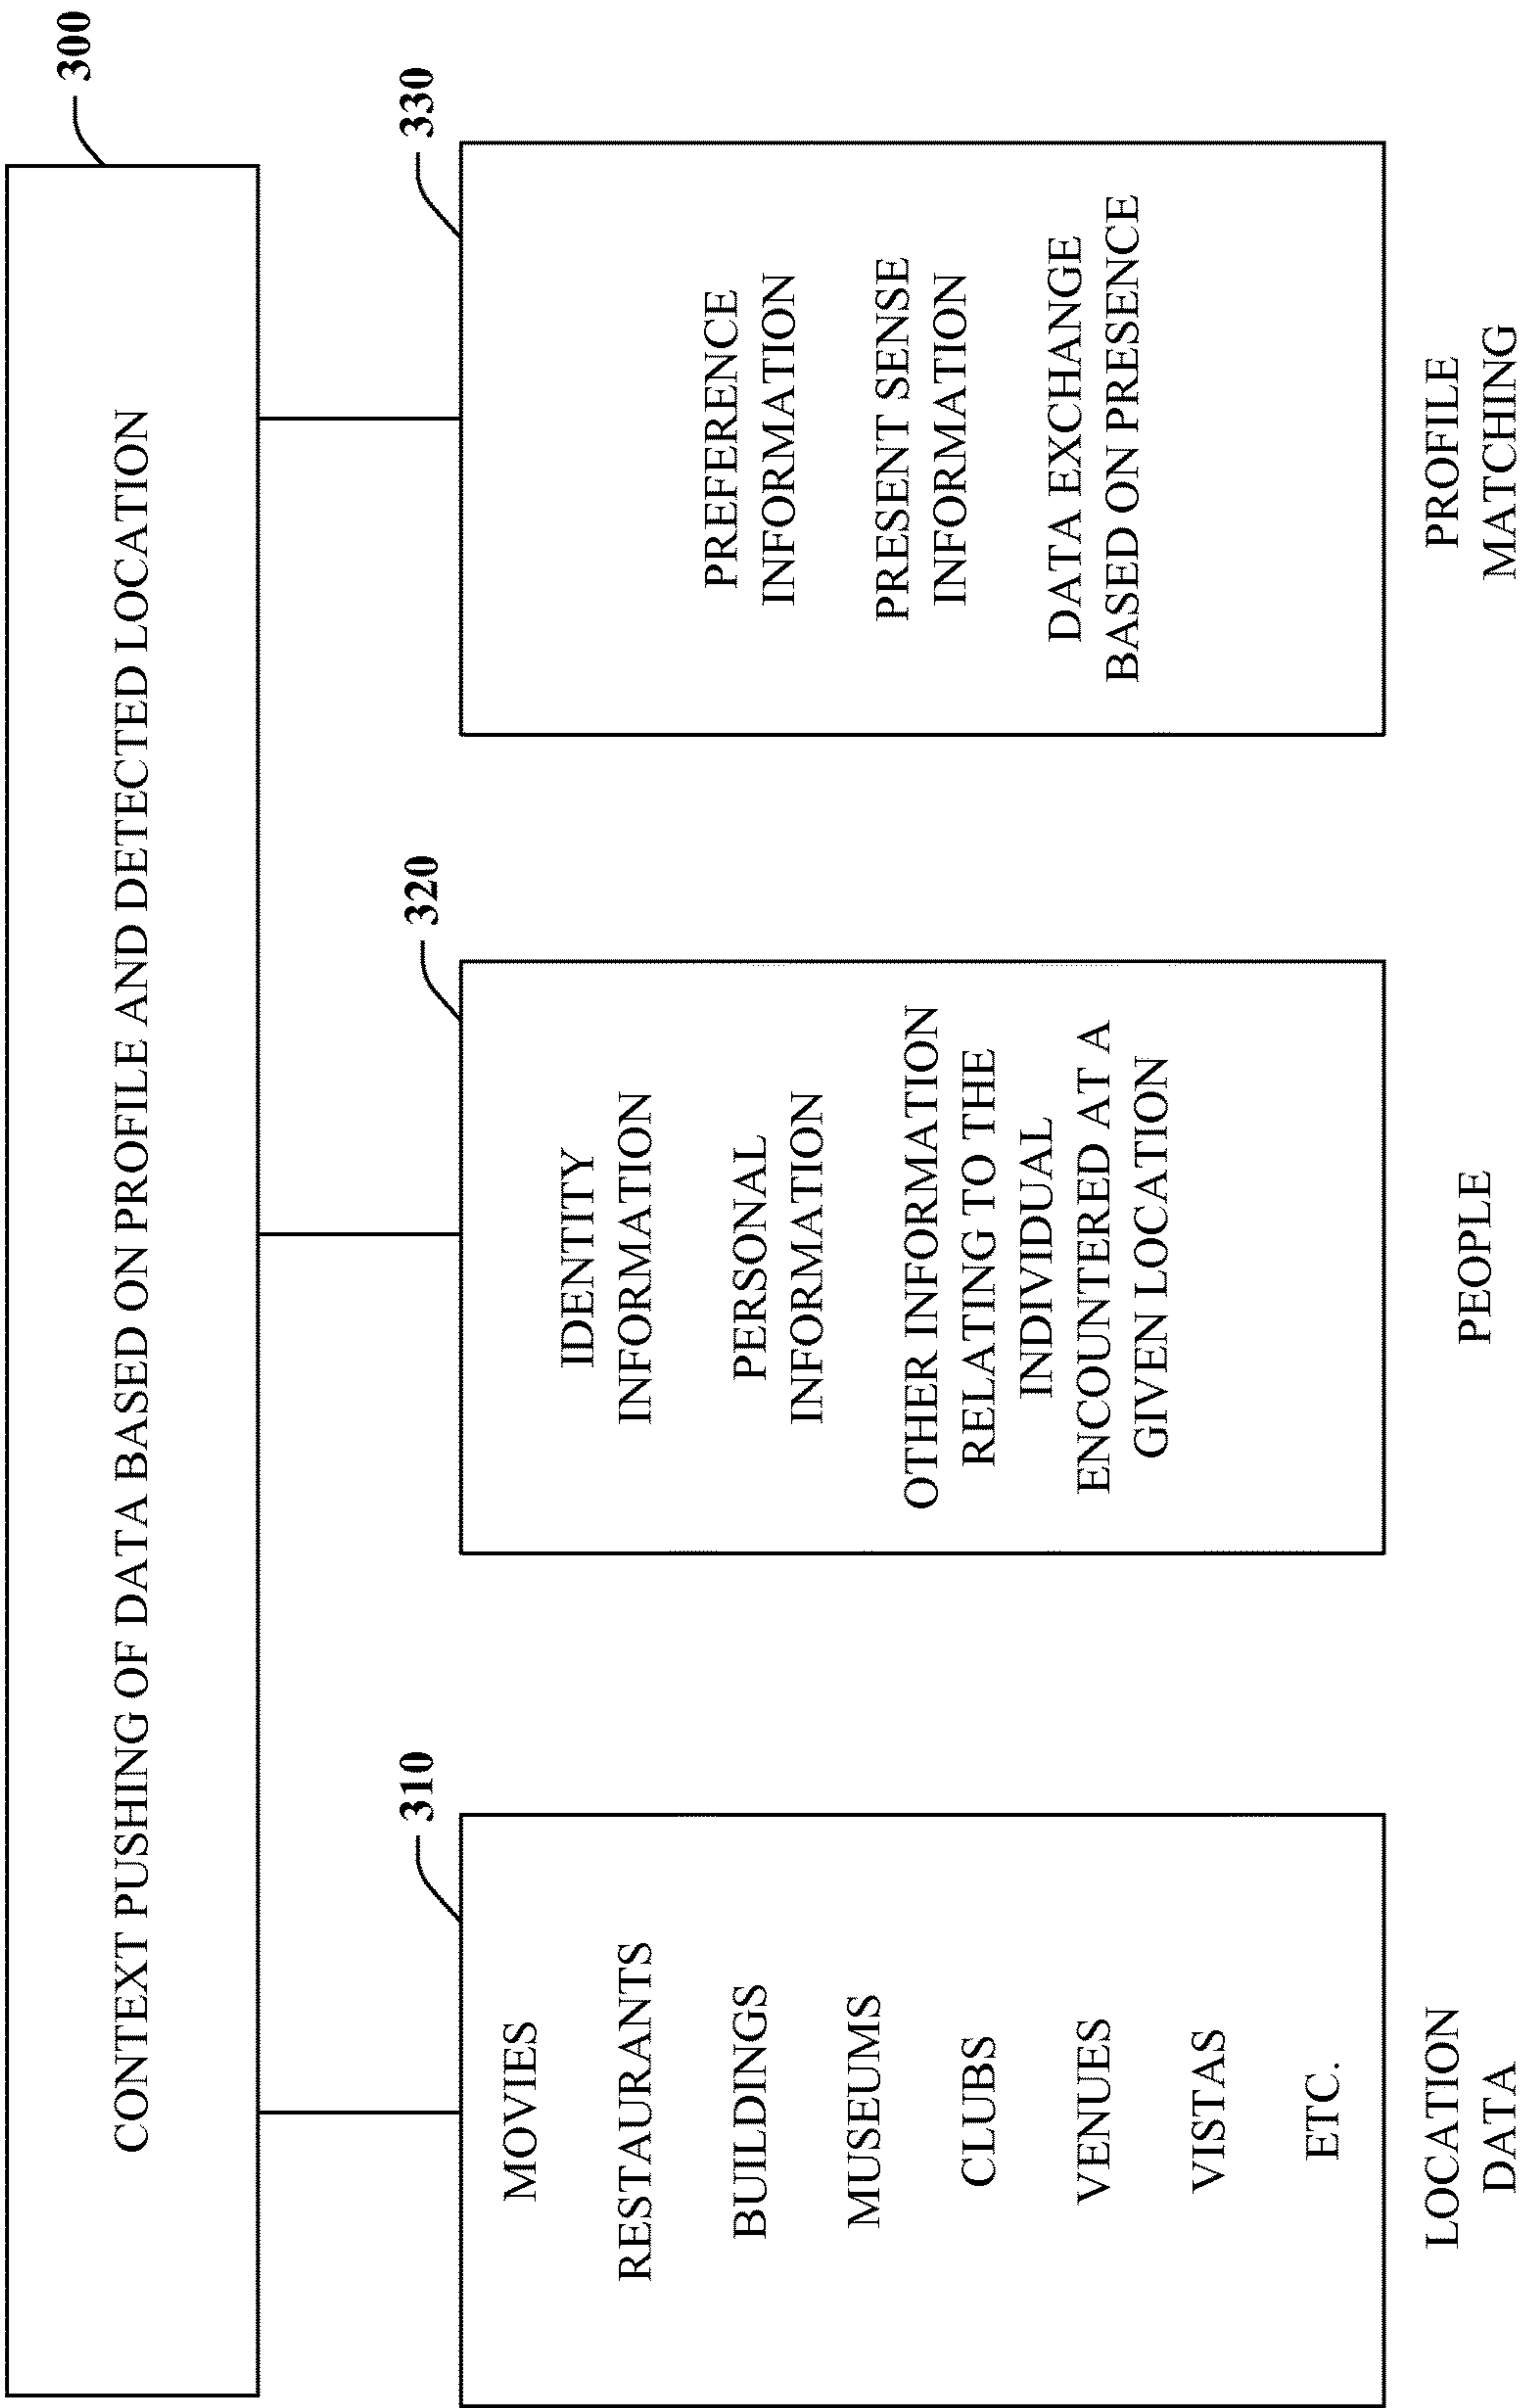 300
CONTEXT PUSHING OF DATA BASED ON PROFILE AND DETECTED LOCATION
310
MOVIES
RESTAURANTS
BUILDINGS
MUSEUMS
CLUBS
VENUES
VISTAS
ETC.
LOCATION
DATA
320
IDENTITY
INFORMATION
PERSONAL
INFORMATION
OTHER INFORMATION
RELATING TO THE
INDIVIDUAL
ENCOUNTERED AT A
GIVEN LOCATION
PEOPLE
330
PREFERENCE
INFORMATION
PRESENT SENSE
INFORMATION
DATA EXCHANGE
BASED ON PRESENCE
PROFILE
MATCHING